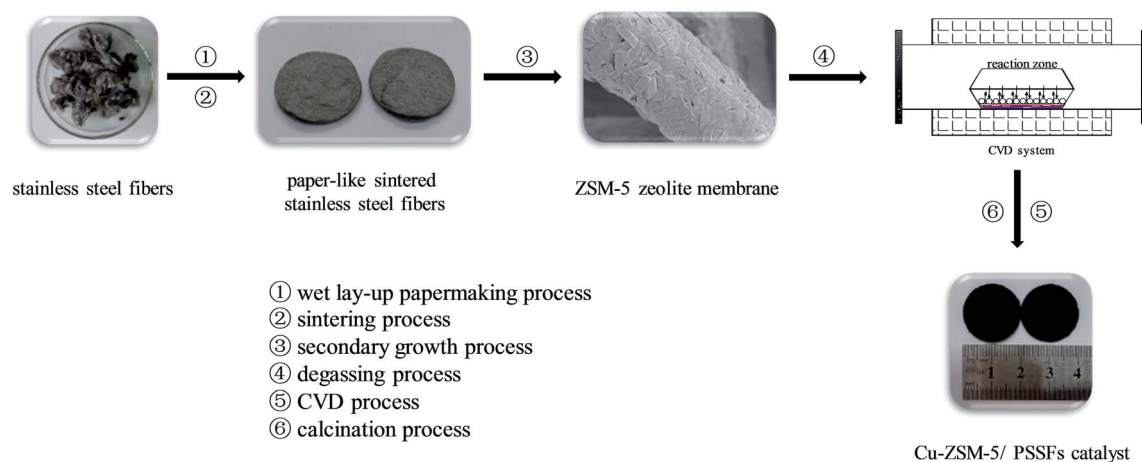 ①
②
③
④
reaction zone
CVD system
stainless steel fibers
paper-like sintered
stainless steel fibers
ZSM-5 zeolite membrane
⑥ ⑤
① wet lay-up papermaking process
② sintering process
③ secondary growth process
④ degassing process
⑤ CVD process
⑥ calcination process
1 2 3 4
Cu-ZSM-5/ PSSFs catalyst